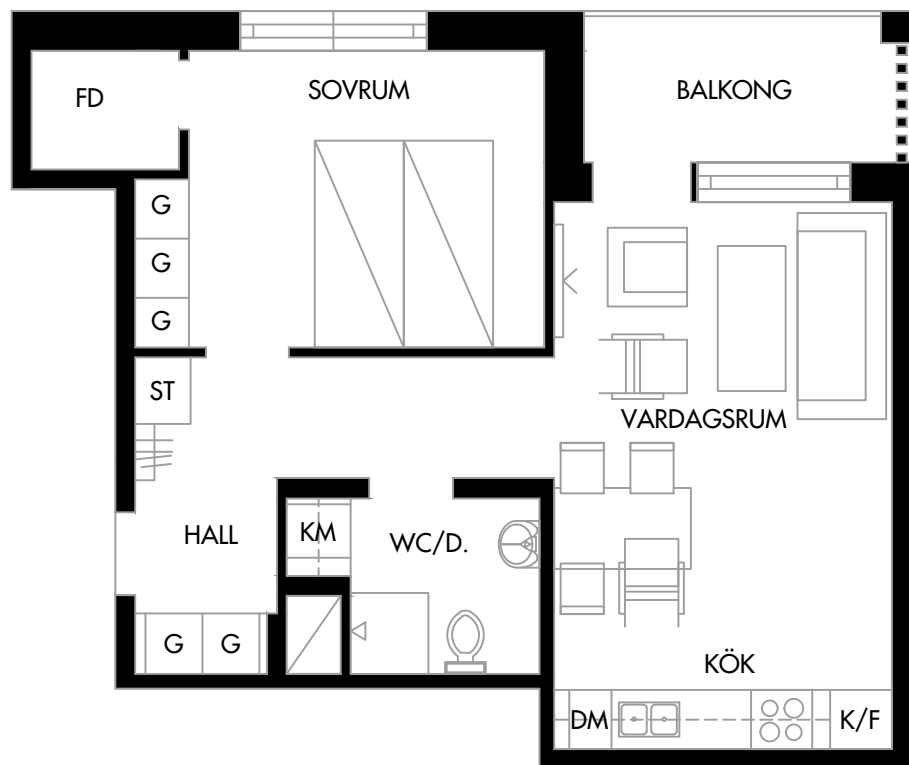 FD
SOVRUM
BALKONG
G
G
G
ST
VARDAGSRUM
HALL
KM
WC/D.
G
G
KÖK
DM
K/F